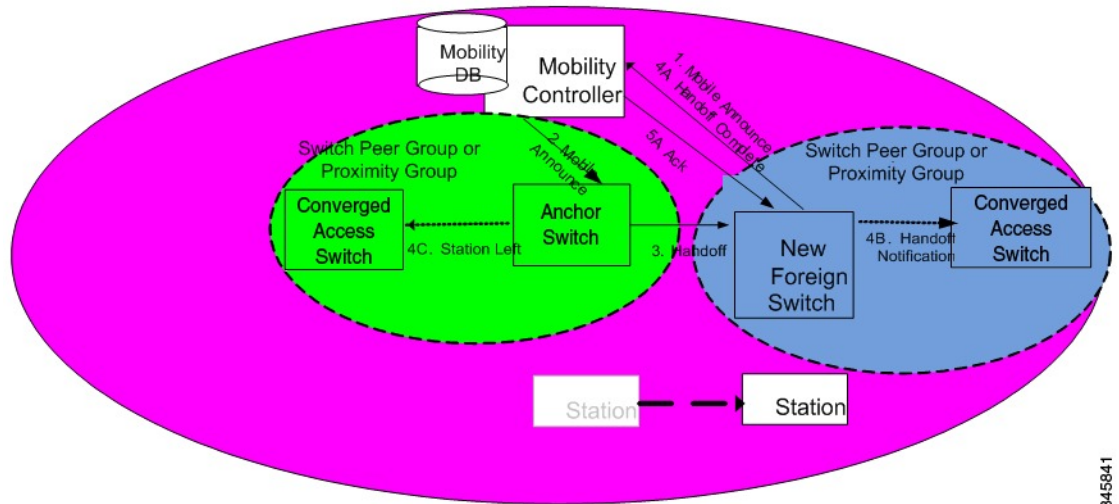 Mobility
DB
Mobility
Controller
1. Mobile Announce
4A Handoff Complete
5A Ack
2. Mobile
Announce
Switch Peer Group or
Proximity Group
Converged
Access
Switch
4C. Station Left
Anchor
Switch
3. Handoff
Switch Peer Group or
Proximity Group
New
Foreign
Switch
4B. Handoff
Notification
Converged
Access
Switch
Station
Station
345841